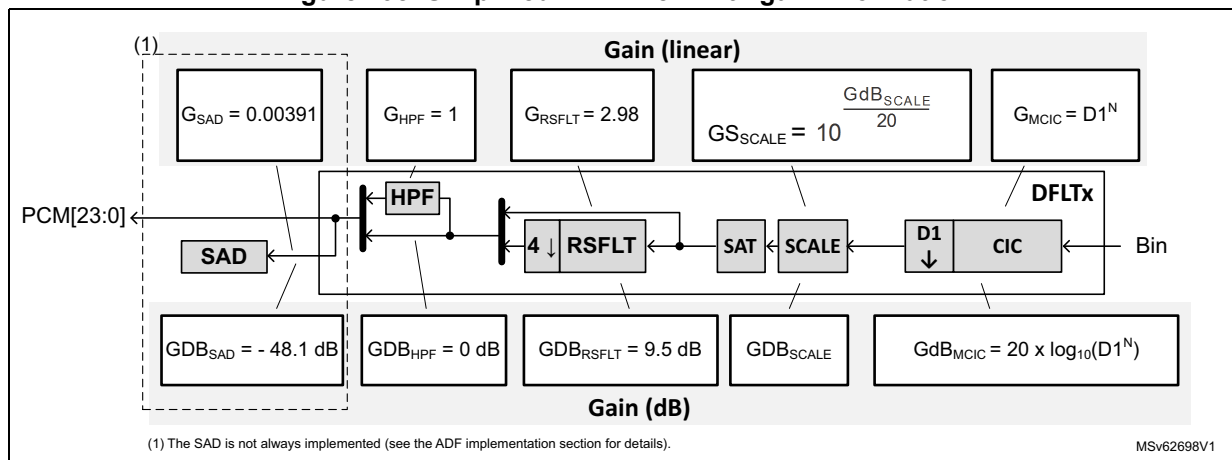 (1)
Gain (linear)
G_SAD = 0.00391
G_HPF = 1
G_RSFLT = 2.98
GS_SCALE = 10^(GdB_SCALE / 20)
G_MCIC = D1^N
DFLTx
PCM[23:0]
HPF
SAD
4 ↓
RSFLT
SAT
SCALE
D1 ↓
CIC
Bin
GDB_SAD = - 48.1 dB
GDB_HPF = 0 dB
GDB_RSFLT = 9.5 dB
GDB_SCALE
GdB_MCIC = 20 x log_10(D1^N)
Gain (dB)
(1) The SAD is not always implemented (see the ADF implementation section for details).
MSv62698V1